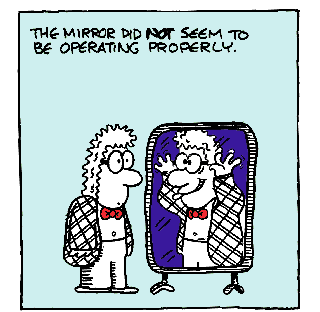 THE MIRROR DID NOT SEEM TO
BE OPERATING PROPERLY.